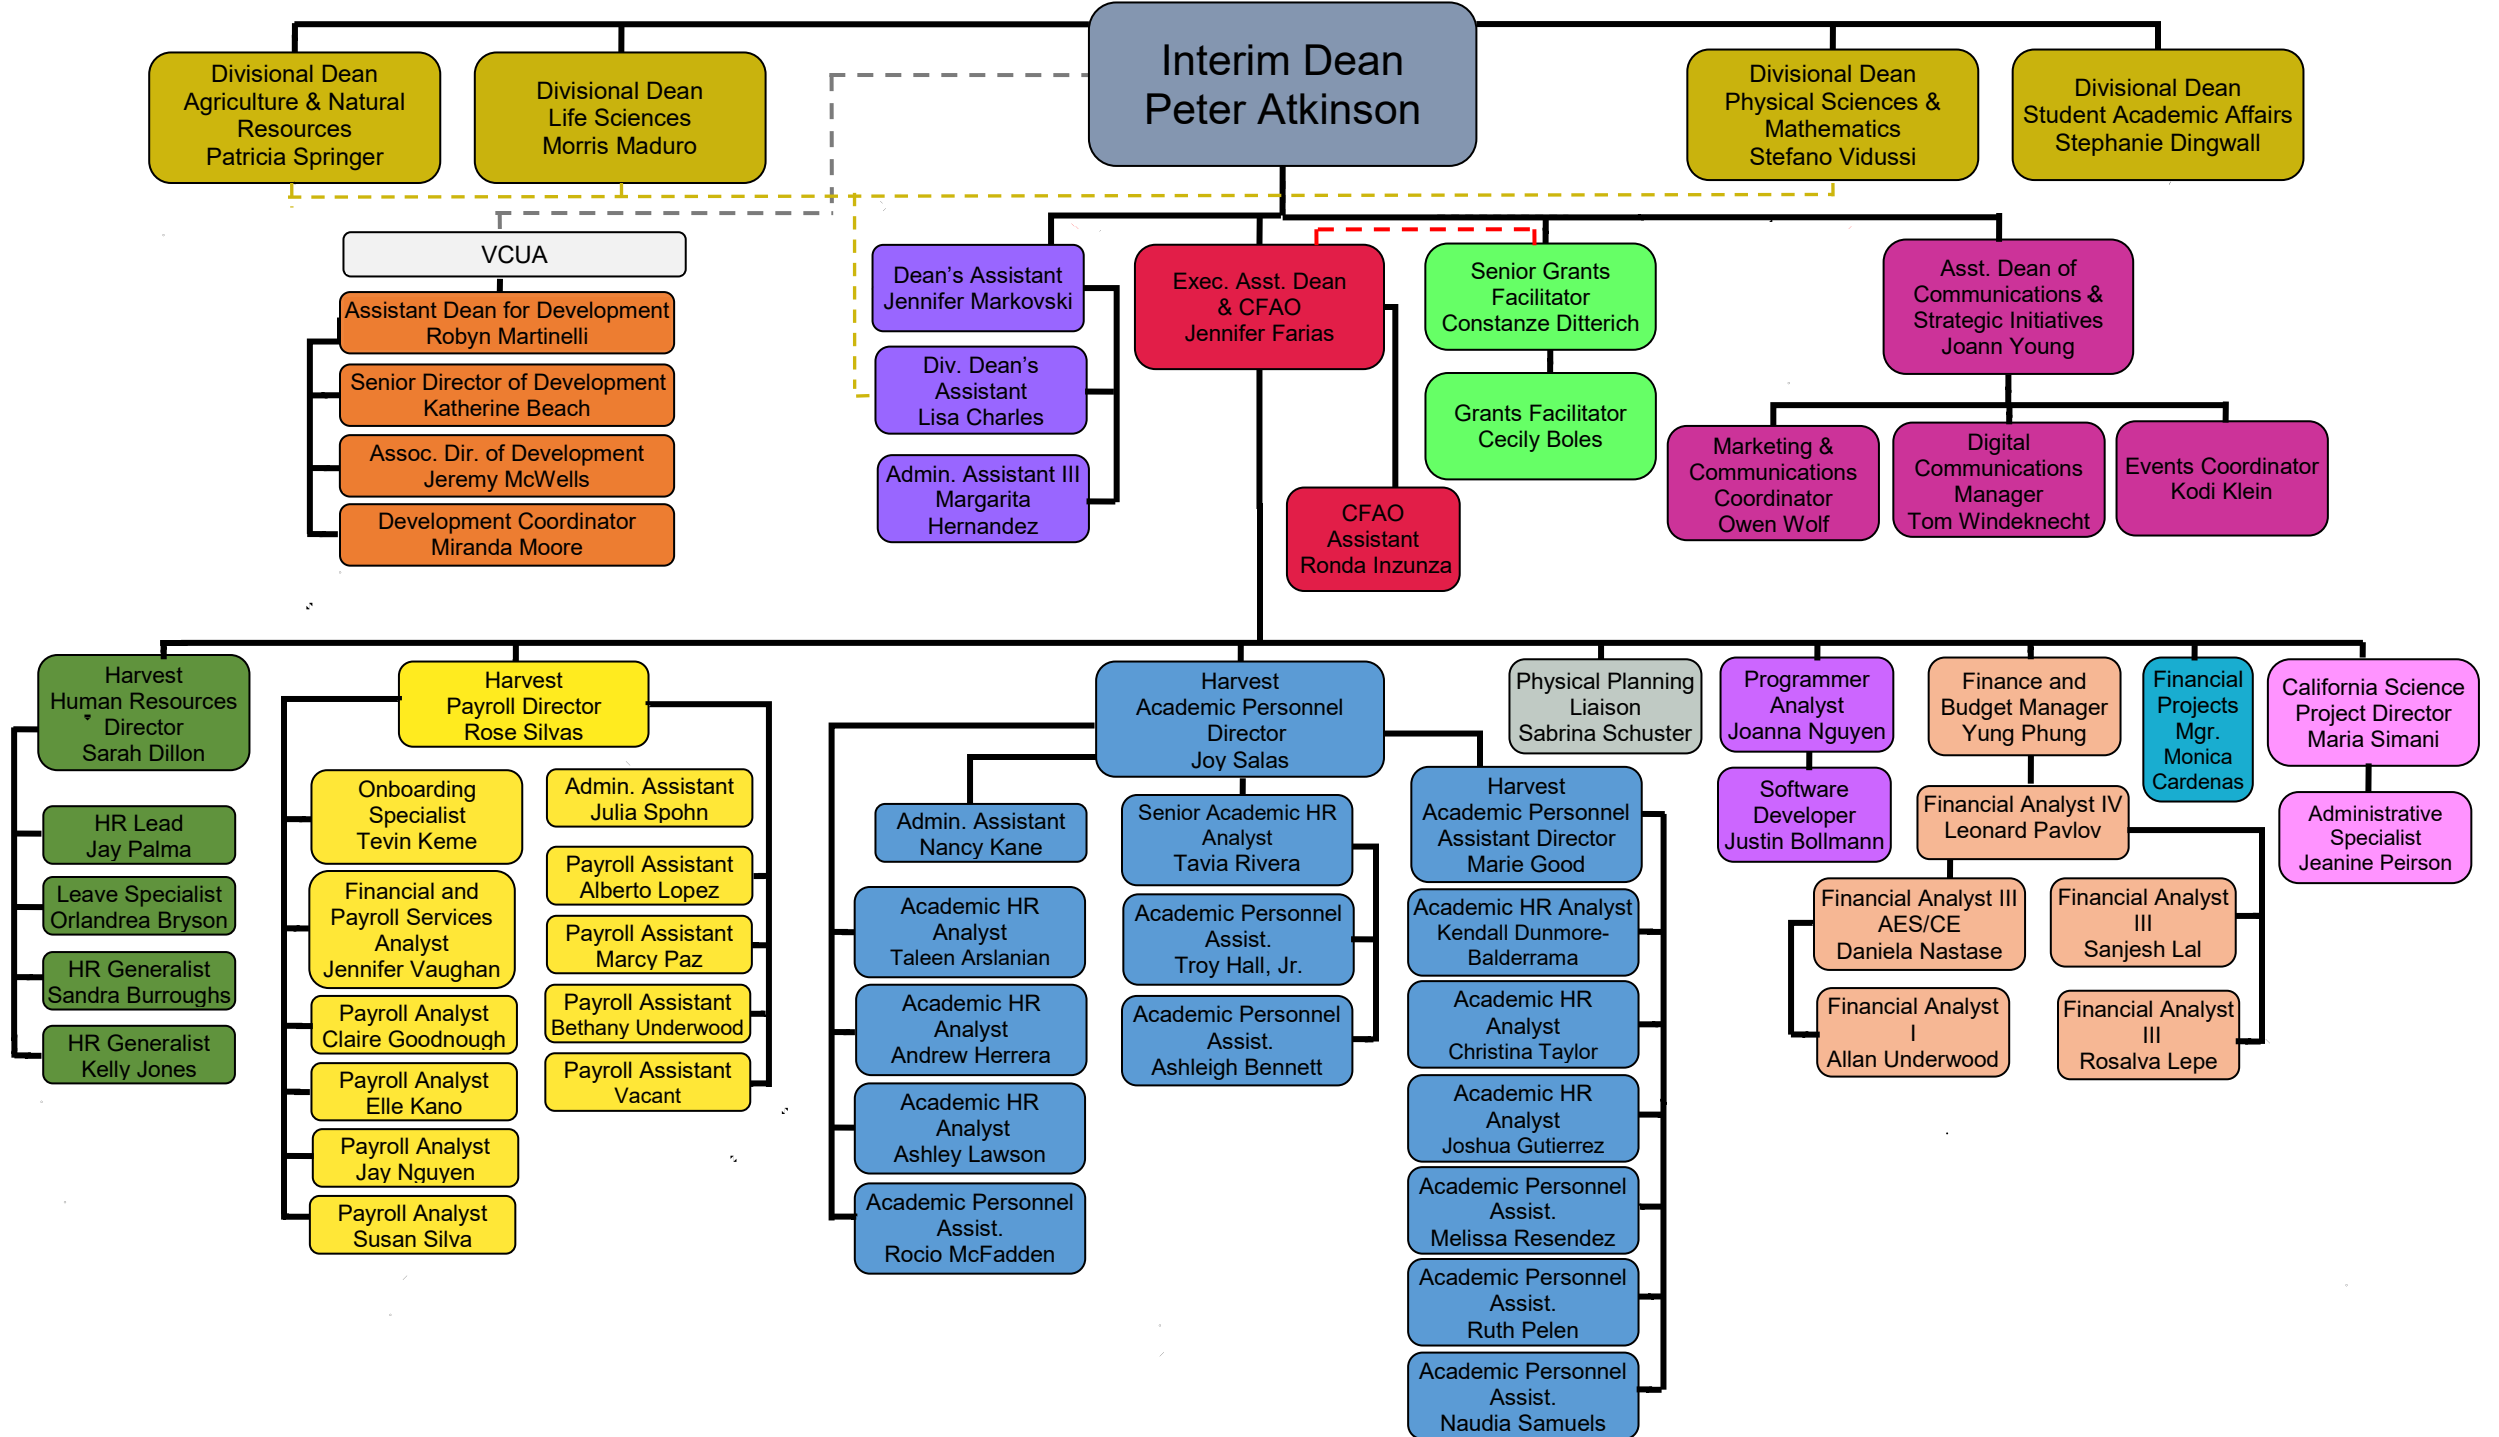 Interim Dean
Peter Atkinson
Divisional Dean
Agriculture & Natural
Resources
Patricia Springer
Divisional Dean
Life Sciences
Morris Maduro
Divisional Dean
Physical Sciences &
Mathematics
Stefano Vidussi
Divisional Dean
Student Academic Affairs
Stephanie Dingwall
VCUA
Assistant Dean for Development
Robyn Martinelli
Senior Director of Development
Katherine Beach
Assoc. Dir. of Development
Jeremy McWells
Development Coordinator
Miranda Moore
Dean’s Assistant
Jennifer Markovski
Div. Dean’s
Assistant
Lisa Charles
Admin. Assistant III
Margarita
Hernandez
Exec. Asst. Dean
& CFAO
Jennifer Farias
CFAO
Assistant
Ronda Inzunza
Senior Grants
Facilitator
Constanze Ditterich
Grants Facilitator
Cecily Boles
Asst. Dean of
Communications &
Strategic Initiatives
Joann Young
Marketing &
Communications
Coordinator
Owen Wolf
Digital
Communications
Manager
Tom Windeknecht
Events Coordinator
Kodi Klein
Harvest
Human Resources
Director
Sarah Dillon
HR Lead
Jay Palma
Leave Specialist
Orlandrea Bryson
HR Generalist
Sandra Burroughs
HR Generalist
Kelly Jones
Harvest
Payroll Director
Rose Silvas
Onboarding
Specialist
Tevin Keme
Financial and
Payroll Services
Analyst
Jennifer Vaughan
Payroll Analyst
Claire Goodnough
Payroll Analyst
Elle Kano
Payroll Analyst
Jay Nguyen
Payroll Analyst
Susan Silva
Admin. Assistant
Julia Spohn
Payroll Assistant
Alberto Lopez
Payroll Assistant
Marcy Paz
Payroll Assistant
Bethany Underwood
Payroll Assistant
Vacant
Harvest
Academic Personnel
Director
Joy Salas
Admin. Assistant
Nancy Kane
Academic HR
Analyst
Taleen Arslanian
Academic HR
Analyst
Andrew Herrera
Academic HR
Analyst
Ashley Lawson
Academic Personnel
Assist.
Rocio McFadden
Senior Academic HR
Analyst
Tavia Rivera
Academic Personnel
Assist.
Troy Hall, Jr.
Academic Personnel
Assist.
Ashleigh Bennett
Harvest
Academic Personnel
Assistant Director
Marie Good
Academic HR Analyst
Kendall Dunmore-
Balderrama
Academic HR
Analyst
Christina Taylor
Academic HR
Analyst
Joshua Gutierrez
Academic Personnel
Assist.
Melissa Resendez
Academic Personnel
Assist.
Ruth Pelen
Academic Personnel
Assist.
Naudia Samuels
Physical Planning
Liaison
Sabrina Schuster
Programmer
Analyst
Joanna Nguyen
Software
Developer
Justin Bollmann
Finance and
Budget Manager
Yung Phung
Financial Analyst IV
Leonard Pavlov
Financial Analyst III
AES/CE
Daniela Nastase
Financial Analyst
I
Allan Underwood
Financial Analyst
III
Sanjesh Lal
Financial Analyst
III
Rosalva Lepe
Financial
Projects
Mgr.
Monica
Cardenas
California Science
Project Director
Maria Simani
Administrative
Specialist
Jeanine Peirson